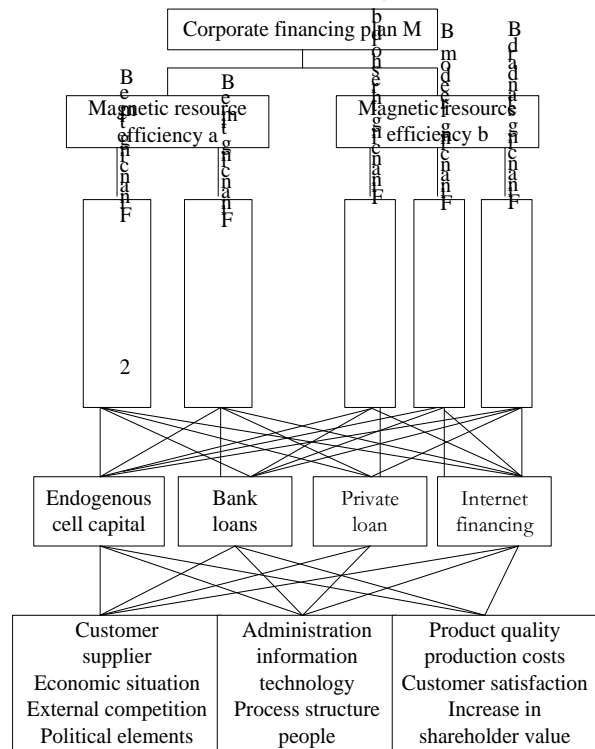 Corporate financing plan M
Magnetic resource
efficiency a
Magnetic resource
efficiency b
2
Endogenous
cell capital
Bank
loans
Private
loan
Internet
financing
Customer
supplier
Economic situation
External competition
Political elements
Administration
information
technology
Process structure
people
Product quality
production costs
Customer satisfaction
Increase in
shareholder value